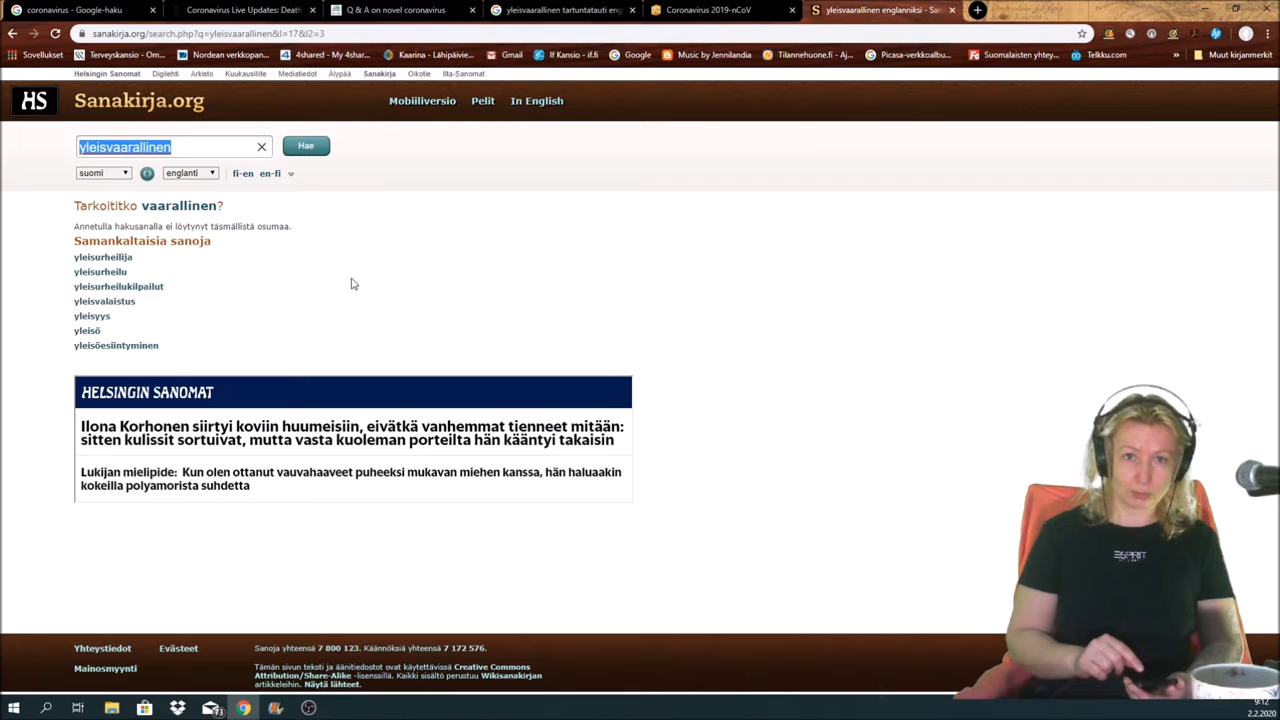 coronavirus - Google-haku
Coronavirus Live Updates: Death
Q & A on novel coronavirus
yleisvaarallinen tartuntatauti engl
Coronavirus 2019-nCoV
yleisvaarallinen englanniksi - San
sanakirja.org/search.php?q=yleisvaarallinen&l=17&l2=3
Sovellukset
Terveyskansio - Om...
Nordean verkkopan...
4shared - My 4shar...
Kaarina - Lähipäivie...
Gmail
If Kansio - if.fi
Google
Music by Jennilandia
Tilannehuone.fi - Aj...
Picasa-verkkoalbu...
Suomalaisten yhtey...
Telkku.com
»
Muut kirjanmerkit
Helsingin Sanomat Digilehti Arkisto Kuukausiliite Mediatiedot Älypää Sanakirja Oikotie Ilta-Sanomat
HS Sanakirja.org Mobiiliversio Pelit In English
yleisvaarallinen Hae
suomi englanti fi-en en-fi
Tarkoititko vaarallinen?
Annetulla hakusanalla ei löytynyt täsmällistä osumaa.
Samankaltaisia sanoja
yleisurheilija
yleisurheilu
yleisurheilukilpailut
yleisvalaistus
yleisyys
yleisö
yleisöesiintyminen
HELSINGIN SANOMAT
Ilona Korhonen siirtyi koviin huumeisiin, eivätkä vanhemmat tienneet mitään:
sitten kulissit sortuivat, mutta vasta kuoleman porteilta hän kääntyi takaisin
Lukijan mielipide: Kun olen ottanut vauvahaaveet puheeksi mukavan miehen kanssa, hän haluaakin
kokeilla polyamorista suhdetta
ESPRIT
Yhteystiedot Evästeet
Mainosmyynti
Sanoja yhteensä 7 800 123. Käännöksiä yhteensä 7 172 576.
Tämän sivun teksti ja äänitiedostot ovat käytettävissä Creative Commons
Attribution/Share-Alike -lisenssillä. Kaikki sisältö perustuu Wikisanakirjan
artikkeleihin. Näytä lähteet.
73
9:12
2.2.2020